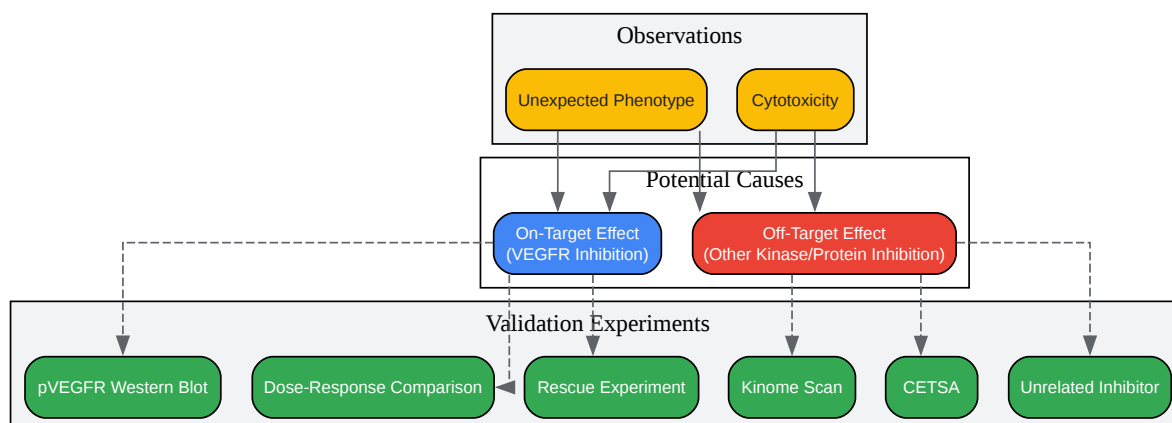 Observations
Unexpected Phenotype
Cytotoxicity
Potential Causes
On-Target Effect
(VEGFR Inhibition)
Off-Target Effect
(Other Kinase/Protein Inhibition)
Validation Experiments
pVEGFR Western Blot
Dose-Response Comparison
Rescue Experiment
Kinome Scan
CETSA
Unrelated Inhibitor